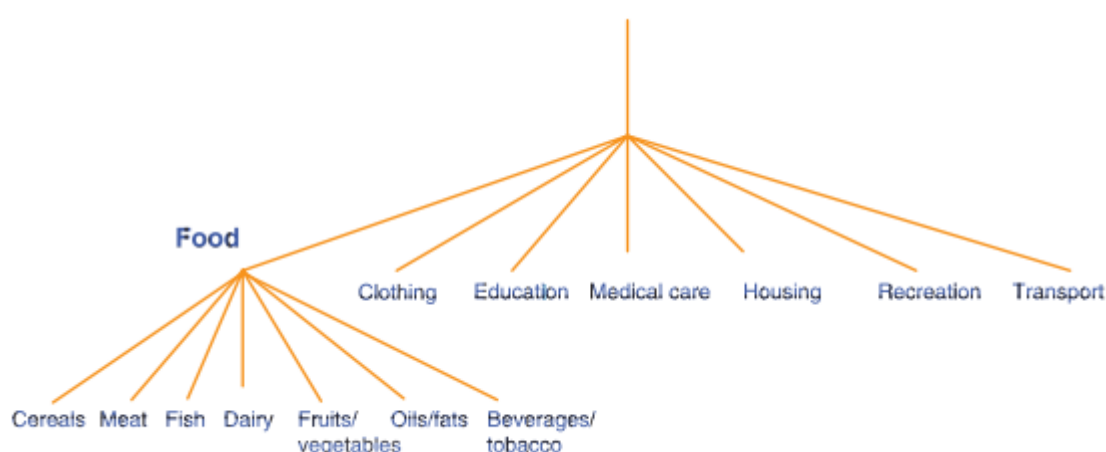 Food
Clothing Education Medical care Housing Recreation Transport
Cereals Meat Fish Dairy Fruits/ Oils/fats Beverages/
vegetables tobacco